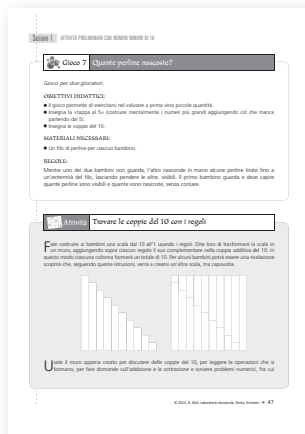 Sezione 1 ATTIVITÀ PRELIMINARI CON NUMERI MINORI DI 10
Gioco 7 Quante perline nascoste?
Gioco per due giocatori.
OBIETTIVI DIDATTICI:
◆ Il gioco permette di esercitarsi nel valutare a prima vista piccole quantità.
◆ Insegna la «tappa al 5» (costruire mentalmente i numeri più grandi aggiungendo ciò che manca
partendo dal 5).
◆ Insegna le coppie del 10.
MATERIALI NECESSARI:
◆ Un filo di perline per ciascun bambino.
REGOLE:
Mentre uno dei due bambini non guarda, l'altro nasconde in mano alcune perline tirate fino a
un'estremità del filo, lasciando pendere le altre, visibili. Il primo bambino guarda e deve capire
quante perline sono visibili e quante sono nascoste, senza contare.
Attività Trovare le coppie del 10 con i regoli
Fate costruire ai bambini una scala dal 10 all'1 usando i regoli. Dite loro di trasformare la scala in
un muro, aggiungendo sopra ciascun regolo il suo complementare nella coppia additiva del 10: in
questo modo ciascuna colonna formerà un totale di 10. Per alcuni bambini potrà essere una rivelazione
scoprire che, seguendo queste istruzioni, verrà a crearsi un'altra scala, ma capovolta.
Usate il muro appena creato per discutere delle coppie del 10, per leggere le operazioni che si
formano, per fare domande sull'addizione e la sottrazione e scrivere problemi numerici, fra cui
© 2014, R. Bird, Laboratorio discalculia, Trento, Erickson ◆ 47